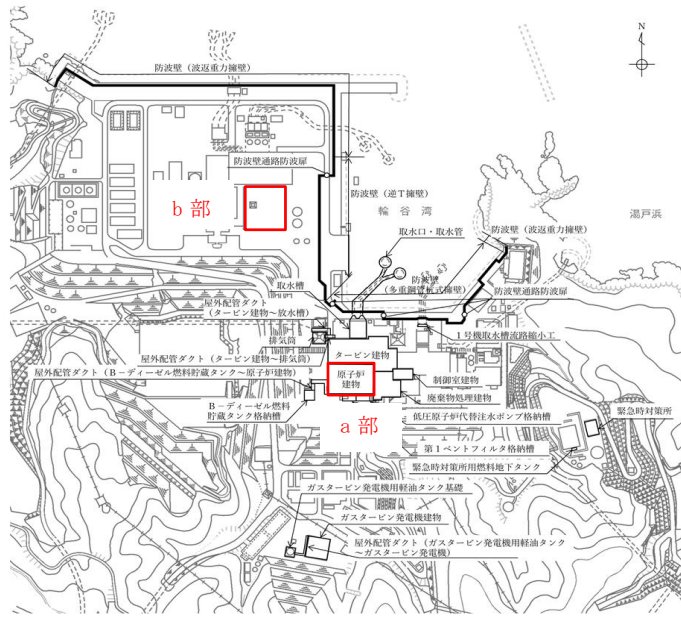 N
防波壁（波返重力擁壁）
防波壁通路防波扉
防波壁（逆Ｔ擁壁）
b 部
輪 谷 湾
湯戸浜
取水口・取水管
防波壁（波返重力擁壁）
取水槽
防波壁
（多重鋼管杭式擁壁）
防波壁通路防波扉
屋外配管ダクト
（タービン建物～放水槽）
排気筒
１号機取水槽流路縮小工
屋外配管ダクト（タービン建物～排気筒）
タービン建物
屋外配管ダクト（Ｂ－ディーゼル燃料貯蔵タンク～原子炉建物）
原子炉
建物
制御室建物
廃棄物処理建物
Ｂ－ディーゼル燃料
貯蔵タンク格納槽
a 部
低圧原子炉代替注水ポンプ格納槽
緊急時対策所
第１ベントフィルタ格納槽
緊急時対策所用燃料地下タンク
ガスタービン発電機用軽油タンク基礎
ガスタービン発電機建物
屋外配管ダクト（ガスタービン発電機用軽油タンク
～ガスタービン発電機）